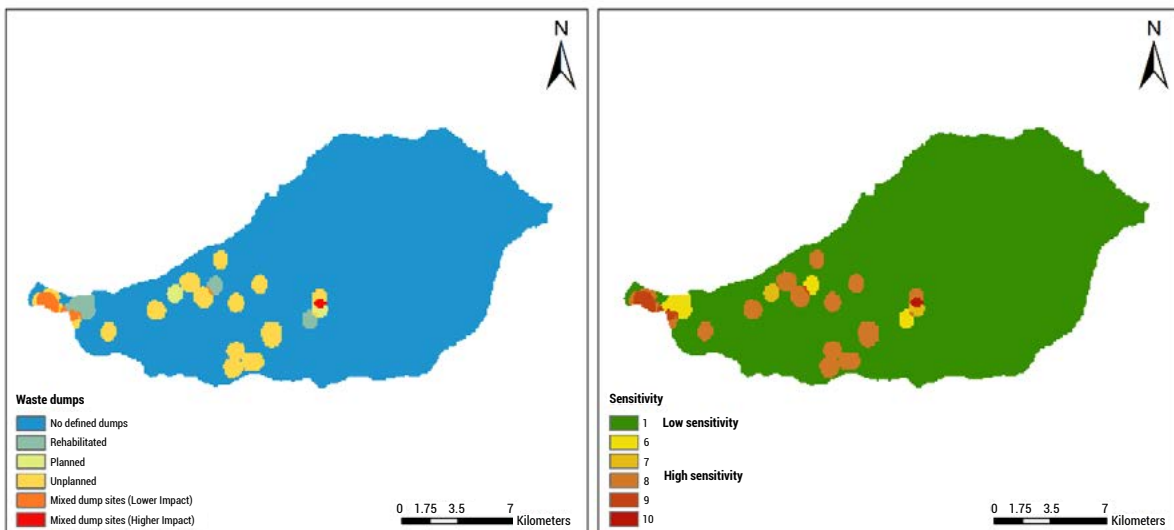 N
Waste dumps
No defined dumps
Rehabilitated
Planned
Unplanned
Mixed dump sites (Lower Impact)
Mixed dump sites (Higher Impact)
0 1.75 3.5 7
Kilometers
N
Sensitivity
1 Low sensitivity
6
7
High sensitivity
8
9
10
0 1.75 3.5 7
Kilometers